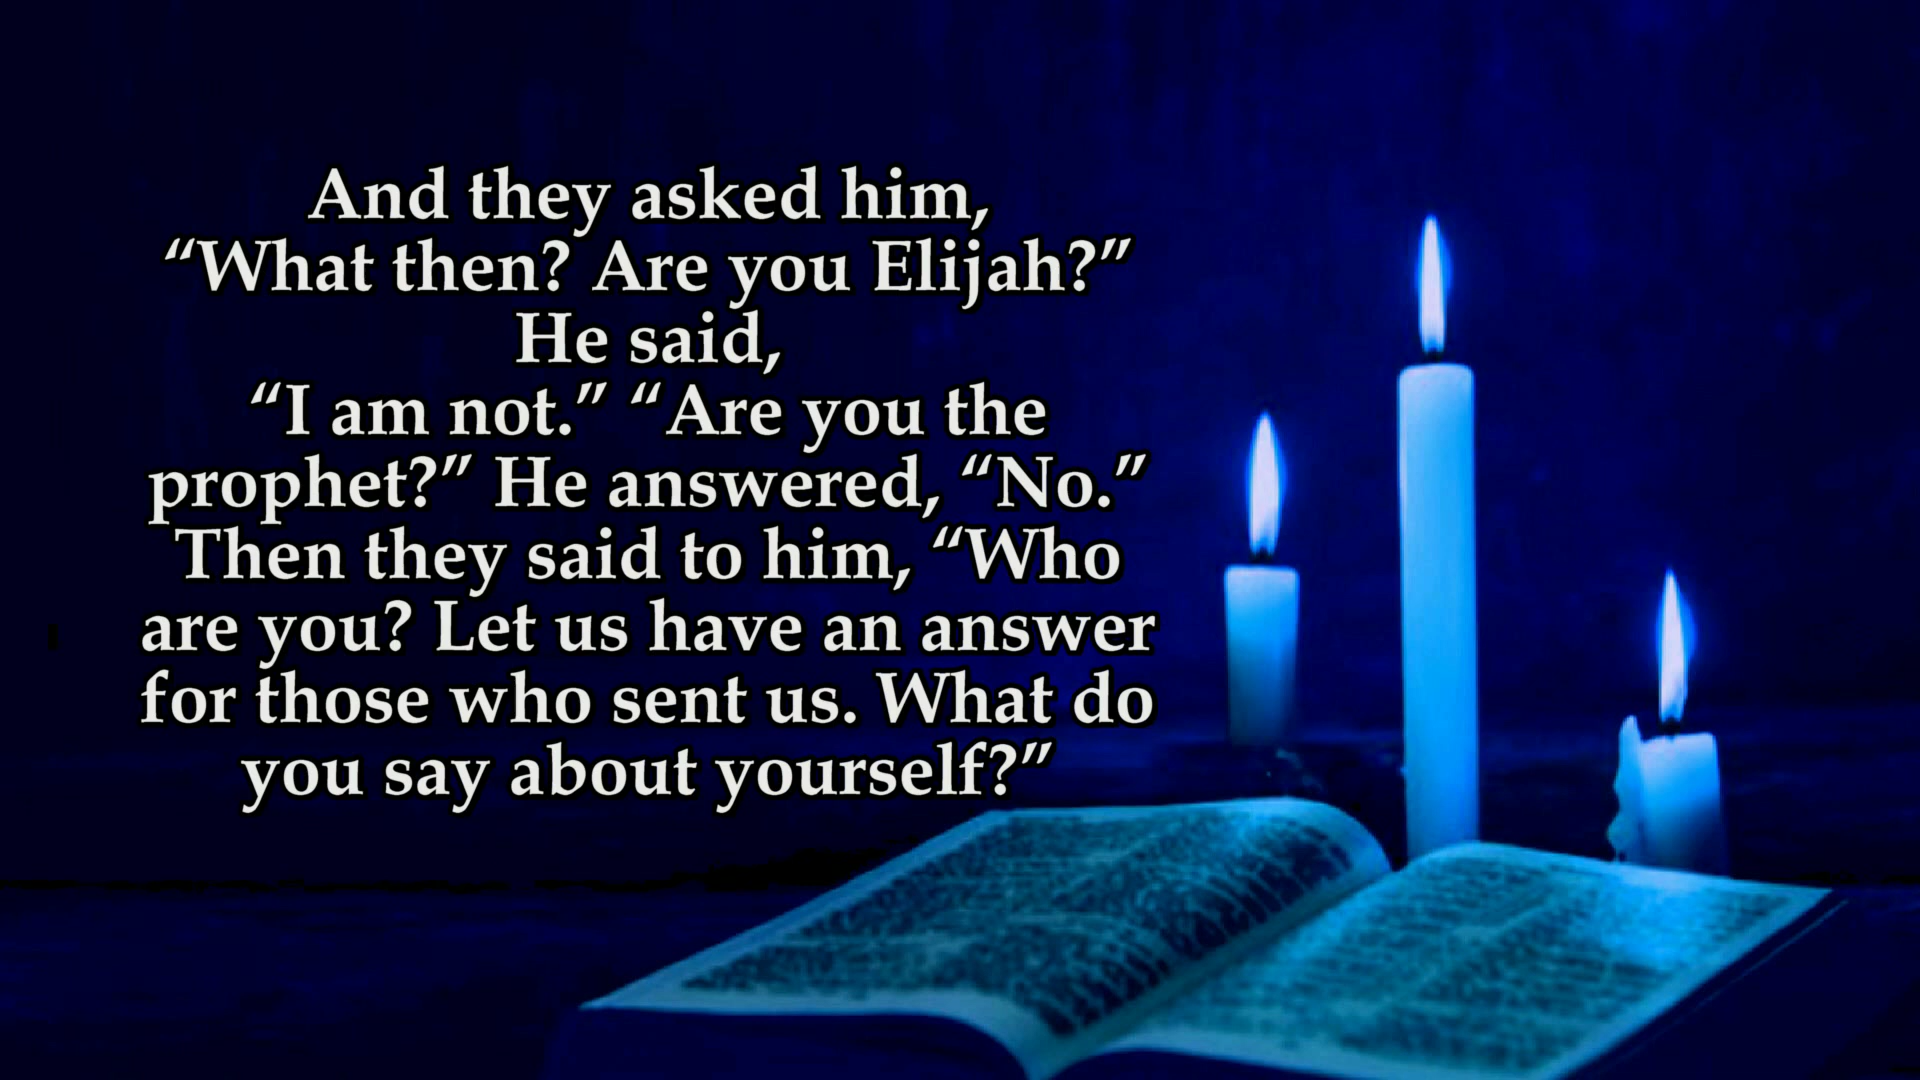 And they asked him,
“What then? Are you Elijah?”
He said,
“I am not.” “Are you the
prophet?” He answered, “No.”
Then they said to him, “Who
are you? Let us have an answer
for those who sent us. What do
you say about yourself?”